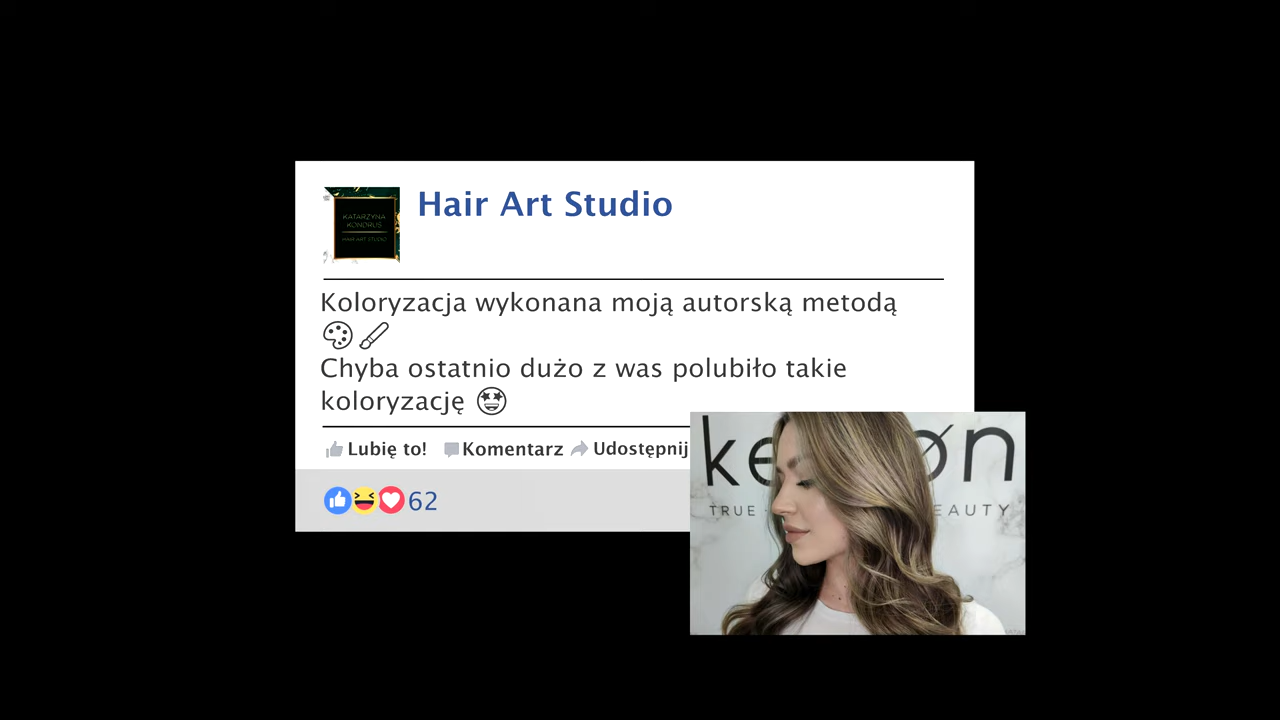 KATARZYNA
KONDRUS
HAIR ART STUDIO
Hair Art Studio
Koloryzacja wykonana moją autorską metodą
🎨🖌️
Chyba ostatnio dużo z was polubiło takie
koloryzację 🤩
Lubię to! Komentarz Udostępnij
62
TRUE EAUTY